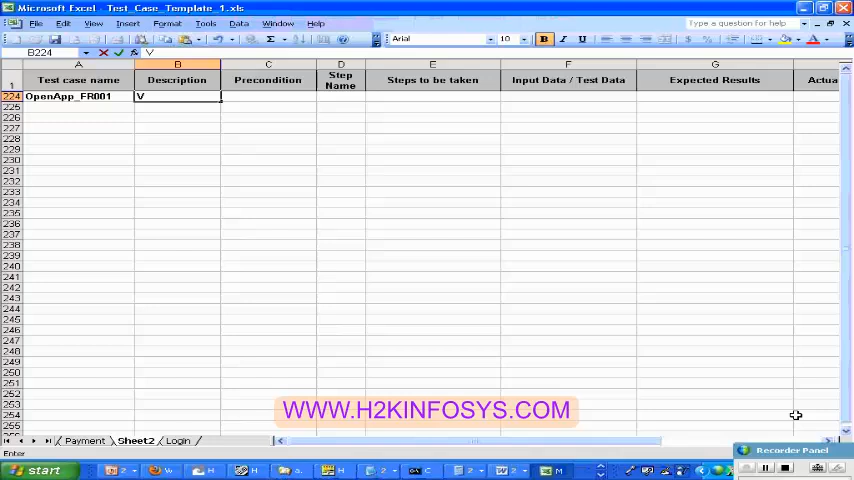 Microsoft Excel - Test_Case_Template_1.xls
File Edit View Insert Format Tools Data Window Help
Type a question for help
Arial 10 B I U
B224 V
A B C D E F G
1 Test case name Description Precondition Step Name Steps to be taken Input Data / Test Data Expected Results Actua
224 OpenApp_FR001 V
225
226
227
228
229
230
231
232
233
234
235
236
237
238
239
240
241
242
243
244
245
246
247
248
249
250
251
252
253
254
255
WWW.H2KINFOSYS.COM
Payment Sheet2 Login
Enter
Recorder Panel
start